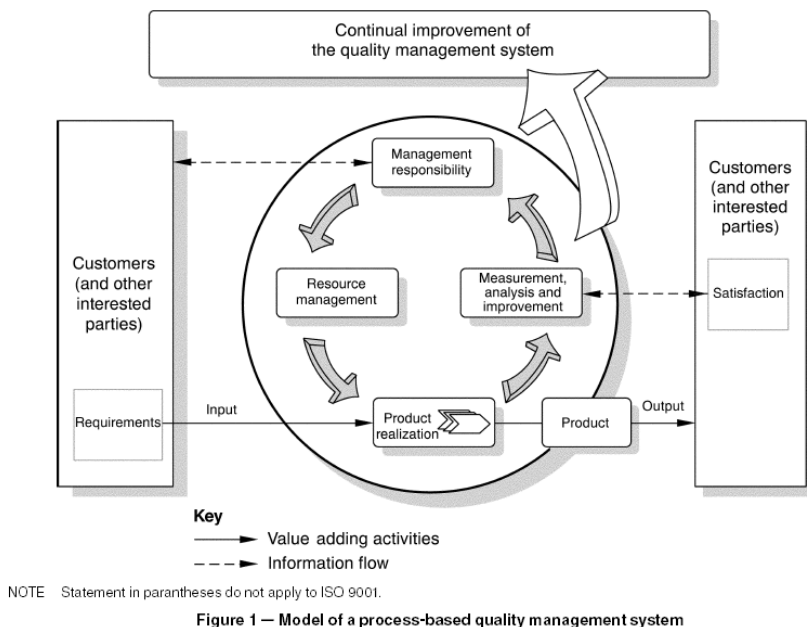 Continual improvement of
the quality management system
Management
responsibility
Customers
(and other
interested
parties)
Customers
(and other
interested
parties)
Resource
management
Measurement,
analysis and
improvement
Satisfaction
Requirements
Input
Product
realization
Product
Output
Key
Value adding activities
Information flow
NOTE Statement in parantheses do not apply to ISO 9001.
Figure 1 — Model of a process-based quality management system